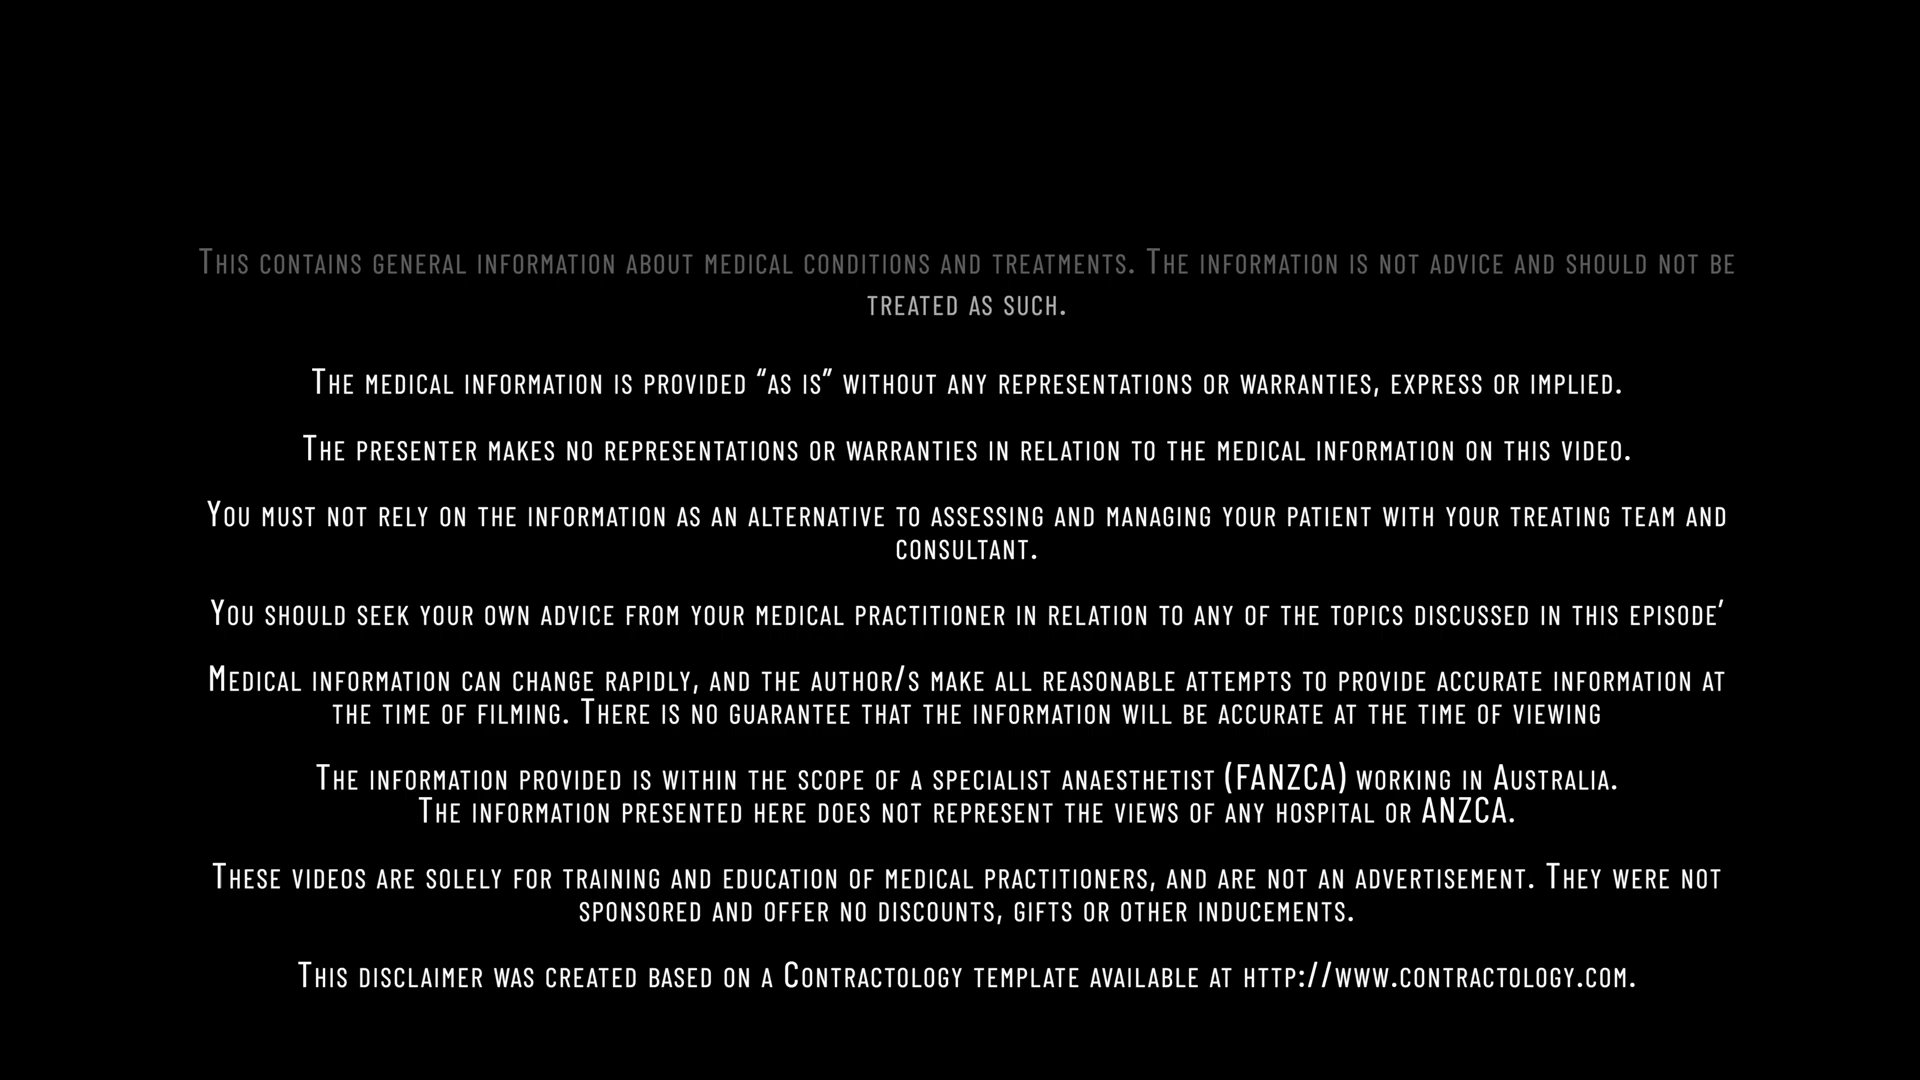 This contains general information about medical conditions and treatments. The information is not advice and should not be
treated as such.
The medical information is provided “as is” without any representations or warranties, express or implied.
The presenter makes no representations or warranties in relation to the medical information on this video.
You must not rely on the information as an alternative to assessing and managing your patient with your treating team and
consultant.
You should seek your own advice from your medical practitioner in relation to any of the topics discussed in this episode’
Medical information can change rapidly, and the author/s make all reasonable attempts to provide accurate information at
the time of filming. There is no guarantee that the information will be accurate at the time of viewing
The information provided is within the scope of a specialist anaesthetist (FANZCA) working in Australia.
The information presented here does not represent the views of any hospital or ANZCA.
These videos are solely for training and education of medical practitioners, and are not an advertisement. They were not
sponsored and offer no discounts, gifts or other inducements.
This disclaimer was created based on a Contractology template available at http://www.contractology.com.